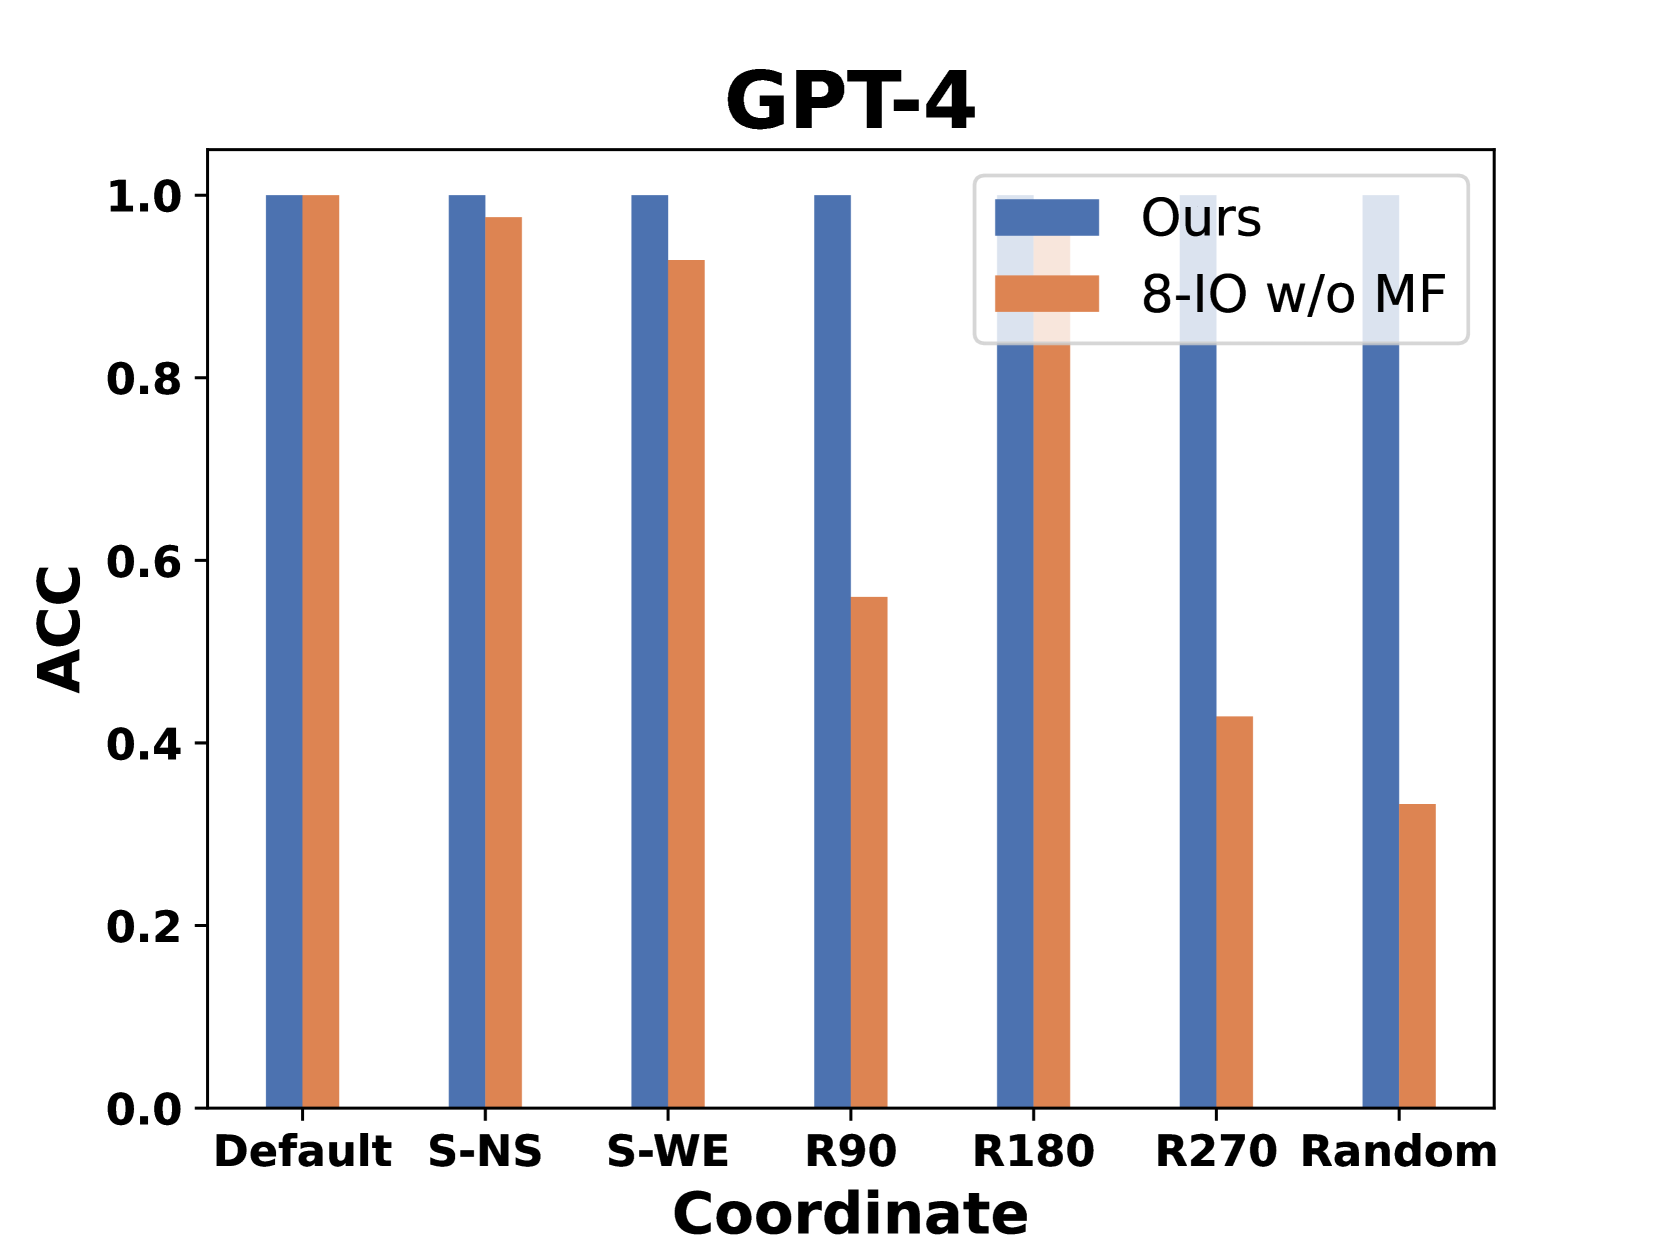 GPT-4
Ours
8-IO w/o MF
1.0
0.8
0.6
0.4
0.2
0.0
ACC
Default S-NS S-WE R90 R180 R270 Random
Coordinate